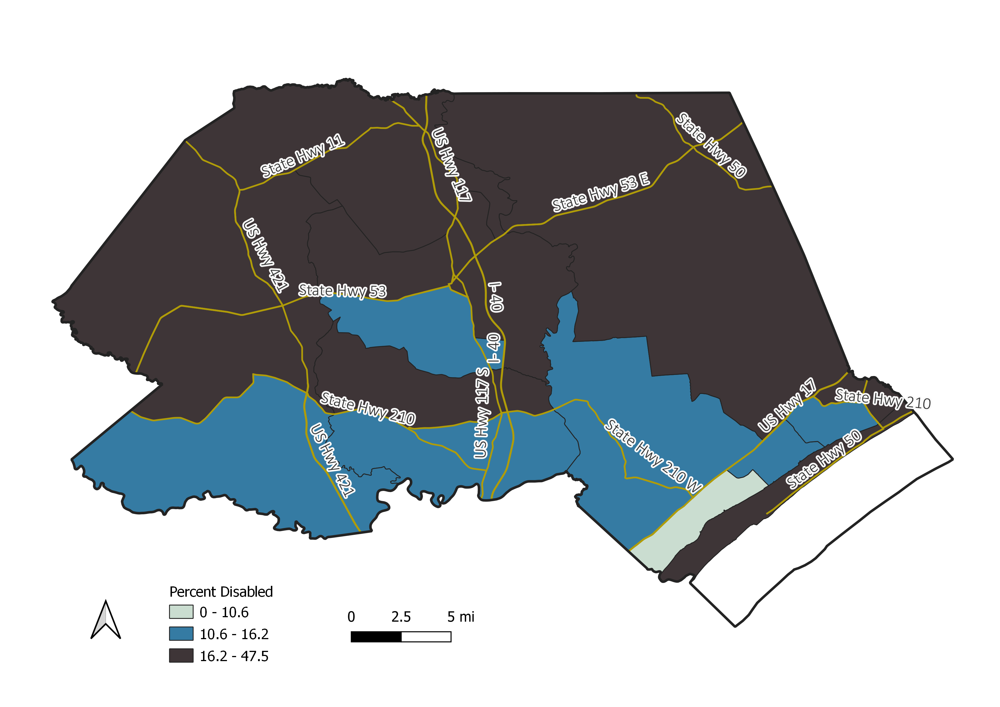 State Hwy 50
State Hwy 11
US Hwy 117
State Hwy 53 E
US Hwy 421
State Hwy 53
I- 40
I- 40
US Hwy 117 S
US Hwy 17
State Hwy 210
State Hwy 210
State Hwy 210 W
US Hwy 421
State Hwy 50
Percent Disabled
0 - 10.6
10.6 - 16.2
16.2 - 47.5
0 2.5 5 mi